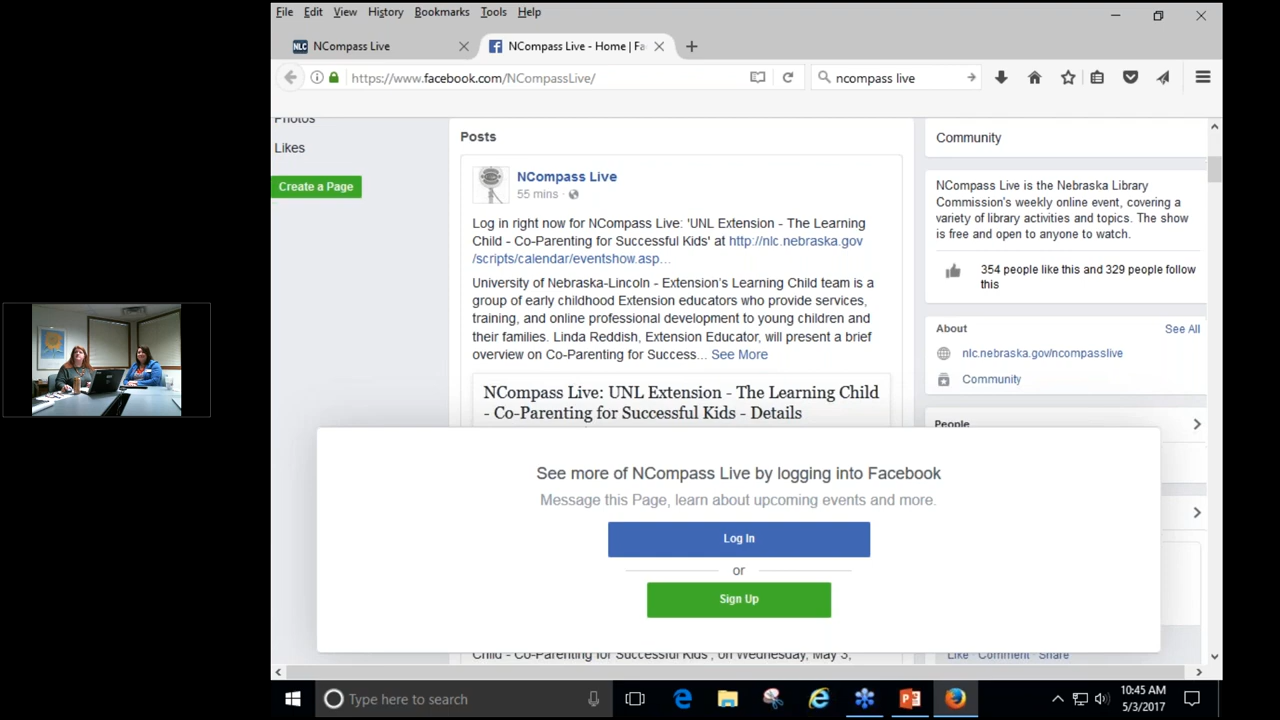 File Edit View History Bookmarks Tools Help
NLC NCompass Live
NCompass Live - Home | Fa
https://www.facebook.com/NCompassLive/
ncompass live
Photos
Likes
Create a Page
Posts
NCompass Live
55 mins ·
Log in right now for NCompass Live: 'UNL Extension - The Learning
Child - Co-Parenting for Successful Kids' at http://nlc.nebraska.gov
/scripts/calendar/eventshow.asp...
University of Nebraska-Lincoln - Extension's Learning Child team is a
group of early childhood Extension educators who provide services,
training, and online professional development to young children and
their families. Linda Reddish, Extension Educator, will present a brief
overview on Co-Parenting for Success... See More
NCompass Live: UNL Extension - The Learning Child
- Co-Parenting for Successful Kids - Details
Community
NCompass Live is the Nebraska Library
Commission's weekly online event, covering a
variety of library activities and topics. The show
is free and open to anyone to watch.
354 people like this and 329 people follow
this
About
See All
nlc.nebraska.gov/ncompasslive
Community
People
See more of NCompass Live by logging into Facebook
Message this Page, learn about upcoming events and more.
Log In
or
Sign Up
Child - Co-Parenting for Successful Kids', on Wednesday, May 3,
Like · Comment · Share
Type here to search
10:45 AM
5/3/2017